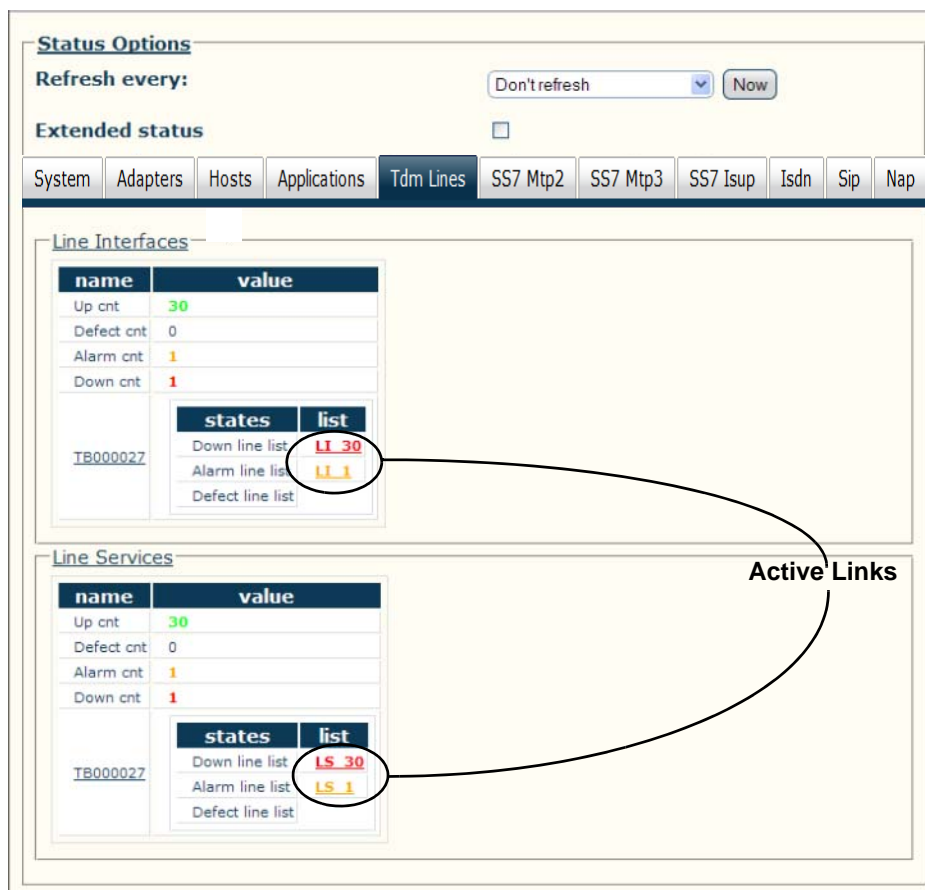 Status Options
Refresh every: Don't refresh Now
Extended status
System Adapters Hosts Applications Tdm Lines SS7 Mtp2 SS7 Mtp3 SS7 Isup Isdn Sip Nap
Line Interfaces
name value
Up cnt 30
Defect cnt 0
Alarm cnt 1
Down cnt 1
states list
Down line list LI_30
TB000027
Alarm line list LI_1
Defect line list
Line Services
Active Links
name value
Up cnt 30
Defect cnt 0
Alarm cnt 1
Down cnt 1
states list
Down line list LS_30
TB000027
Alarm line list LS_1
Defect line list